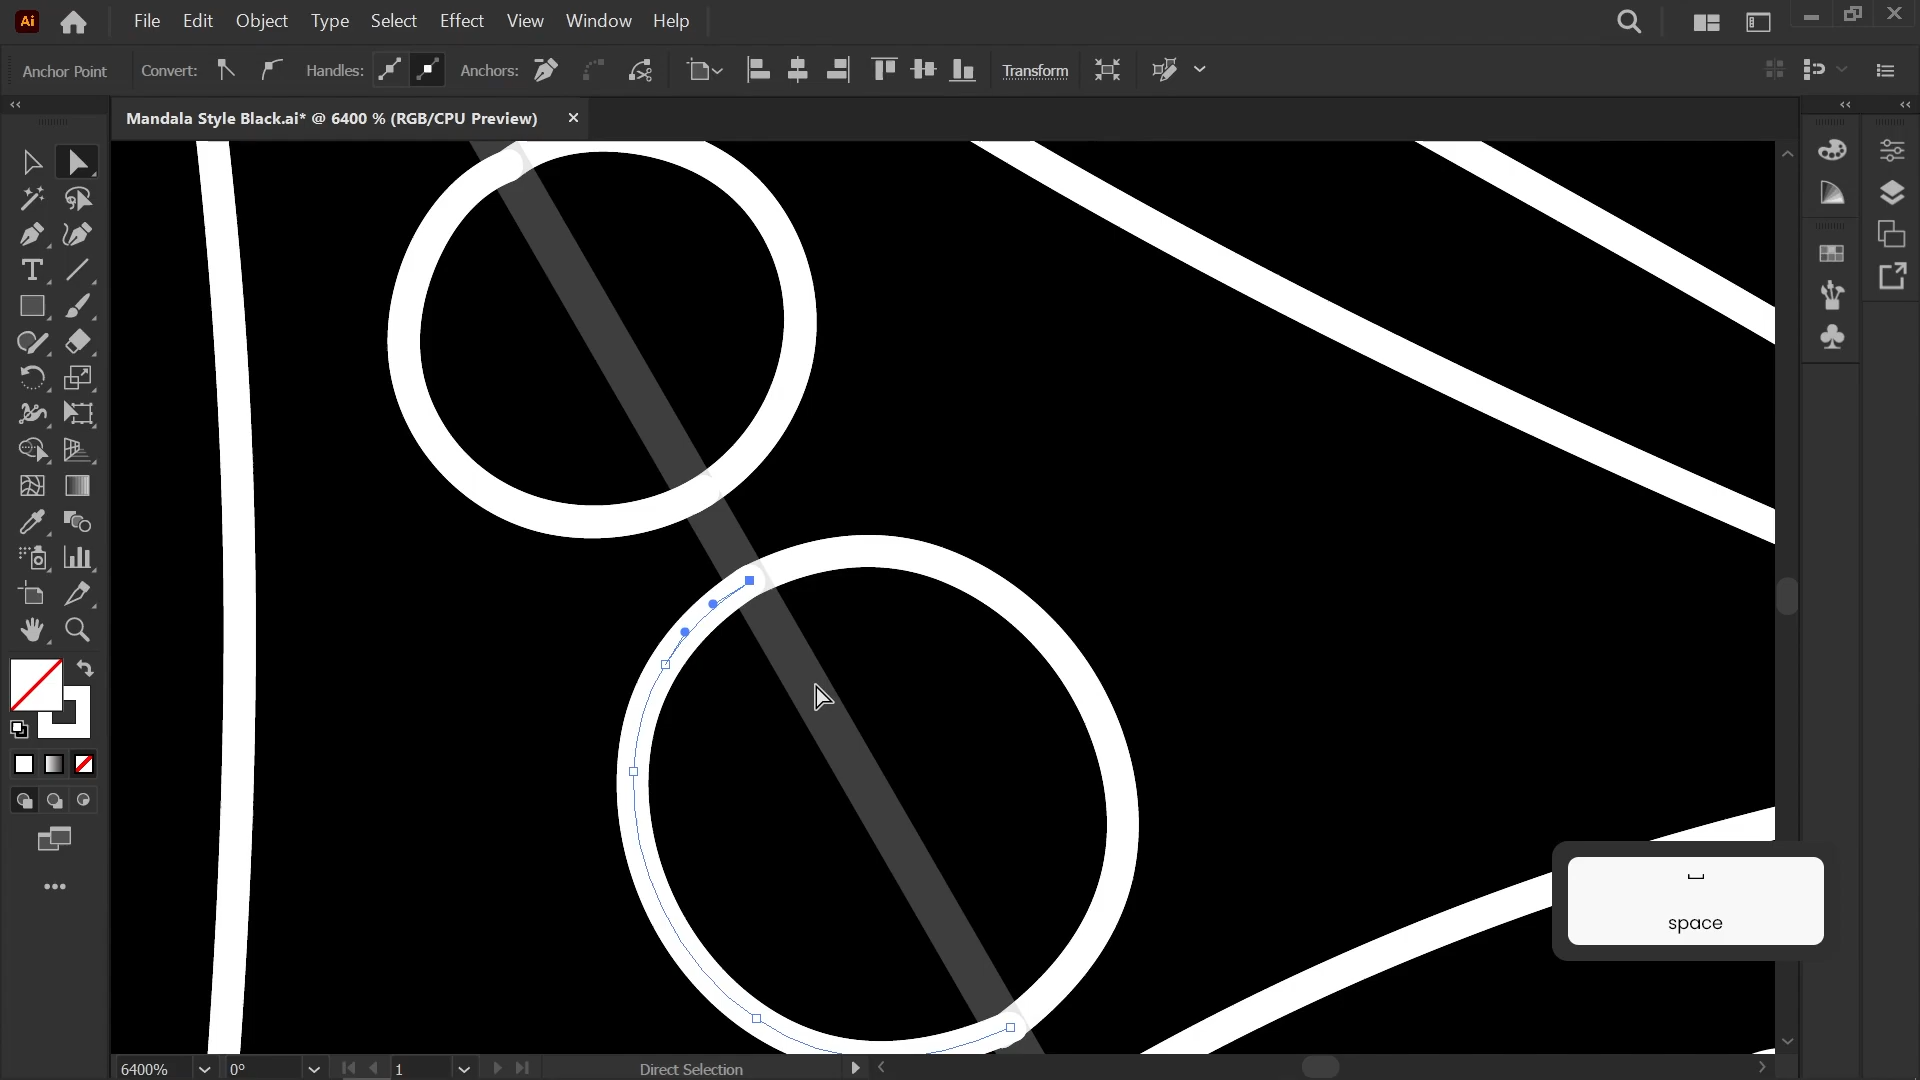 Ai File Edit Object Type Select Effect View Window Help
Anchor Point Convert: Handles: Anchors: Transform
Mandala Style Black.ai* @ 6400 % (RGB/CPU Preview) ×
space
6400% 0° 1 Direct Selection